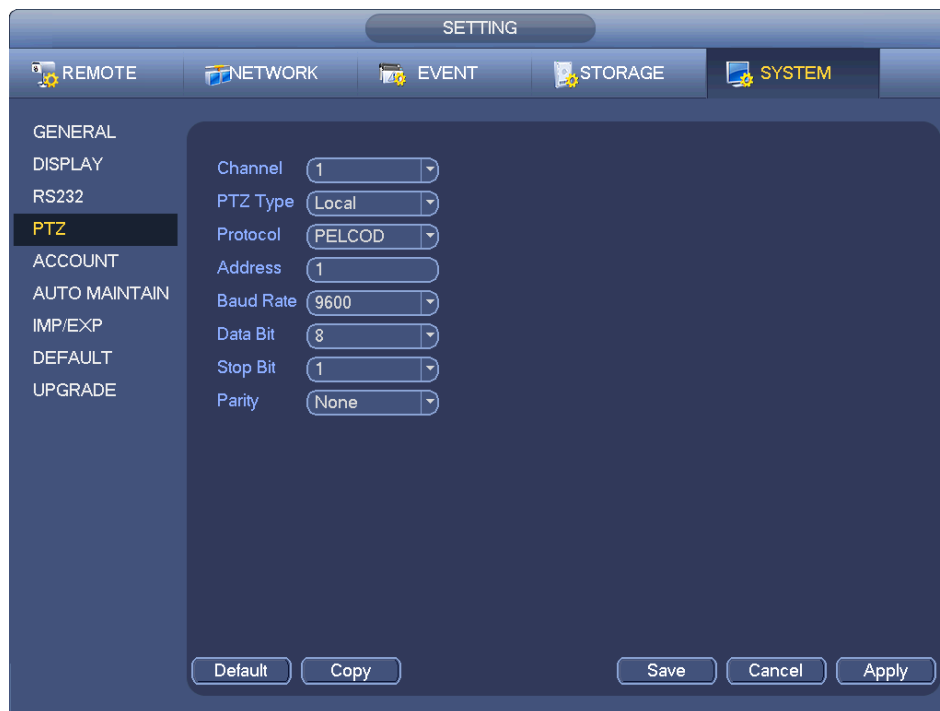 SETTING
REMOTE NETWORK EVENT STORAGE SYSTEM
GENERAL
DISPLAY
RS232
PTZ
ACCOUNT
AUTO MAINTAIN
IMP/EXP
DEFAULT
UPGRADE
Channel 1
PTZ Type Local
Protocol PELCOD
Address 1
Baud Rate 9600
Data Bit 8
Stop Bit 1
Parity None
Default Copy Save Cancel Apply